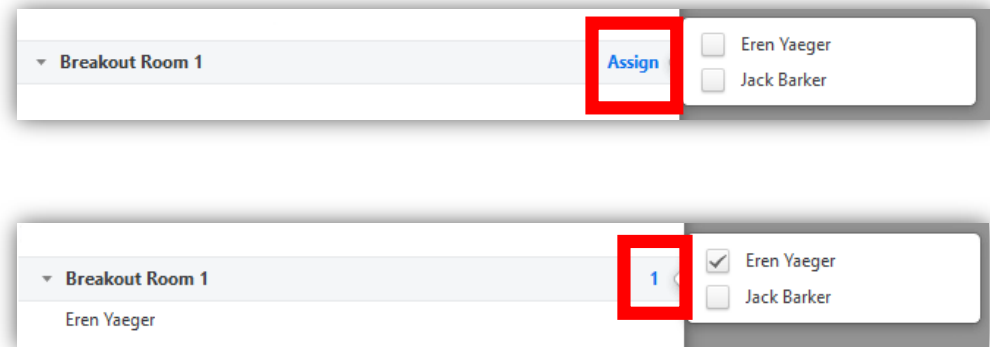 Breakout Room 1 Assign
Eren Yaeger
Jack Barker
Breakout Room 1 1
Eren Yaeger
Eren Yaeger
Jack Barker